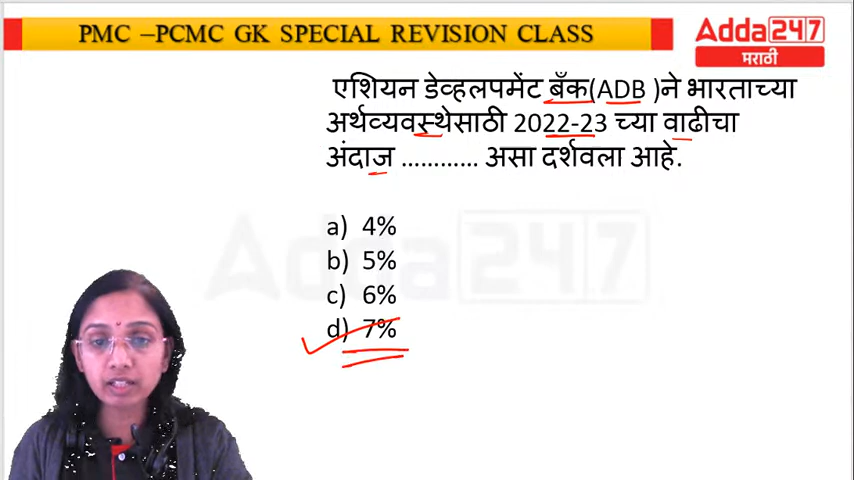 PMC –PCMC GK SPECIAL REVISION CLASS
Adda247
मराठी
एशियन डेव्हलपमेंट बँक(ADB )ने भारताच्या
अर्थव्यवस्थेसाठी 2022-23 च्या वाढीचा
अंदाज ............ असा दर्शवला आहे.
a) 4%
b) 5%
c) 6%
d) 7%
Adda247